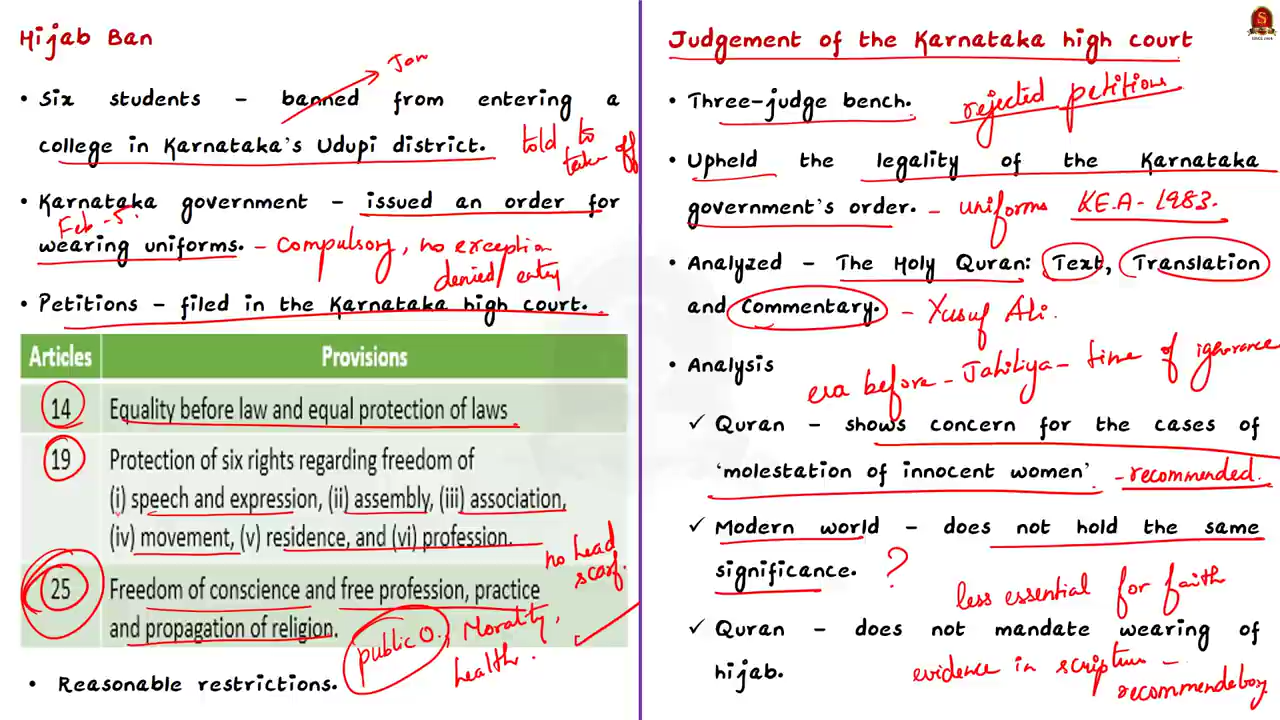 Hijab Ban
Jan
• Six students – banned from entering a
college in Karnataka's Udupi district.
told to
take off
• Karnataka government – issued an order for
Feb -5.
wearing uniforms. – Compulsory, no exception
denied entry
• Petitions – filed in the Karnataka high court.
Articles Provisions
14 Equality before law and equal protection of laws
19 Protection of six rights regarding freedom of
(i) speech and expression, (ii) assembly, (iii) association,
(iv) movement, (v) residence, and (vi) profession.
no head
scarf.
25 Freedom of conscience and free profession, practice
and propagation of religion.
public O., Morality,
health.
• Reasonable restrictions.
Judgement of the Karnataka high court
• Three-judge bench.
rejected petitions
• Upheld the legality of the Karnataka
government's order. – uniforms K.E.A – 1983.
• Analyzed – The Holy Quran: Text, Translation
and Commentary. – Yusuf Ali.
• Analysis
era before – Jahiliya – time of ignorance
✓ Quran – shows concern for the cases of
'molestation of innocent women' – recommended.
✓ Modern world – does not hold the same
significance. ?
less essential for faith
✓ Quran – does not mandate wearing of
hijab.
evidence in scripture –
recommendatory